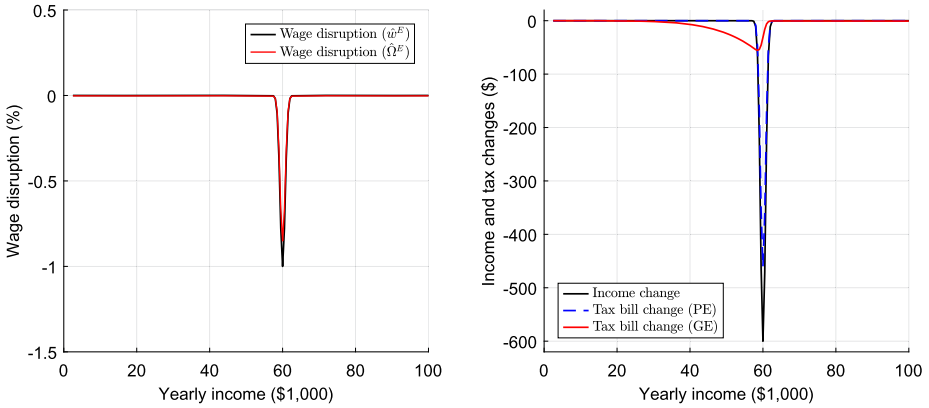 0.5
0
-0.5
-1
-1.5
0
20
40
60
80
100
Wage disruption (%)
Yearly income ($1,000)
Wage disruption (ŵᴱ)
Wage disruption (Ω̂ᴱ)
0
-100
-200
-300
-400
-500
-600
0
20
40
60
80
100
Income and tax changes ($)
Yearly income ($1,000)
Income change
Tax bill change (PE)
Tax bill change (GE)